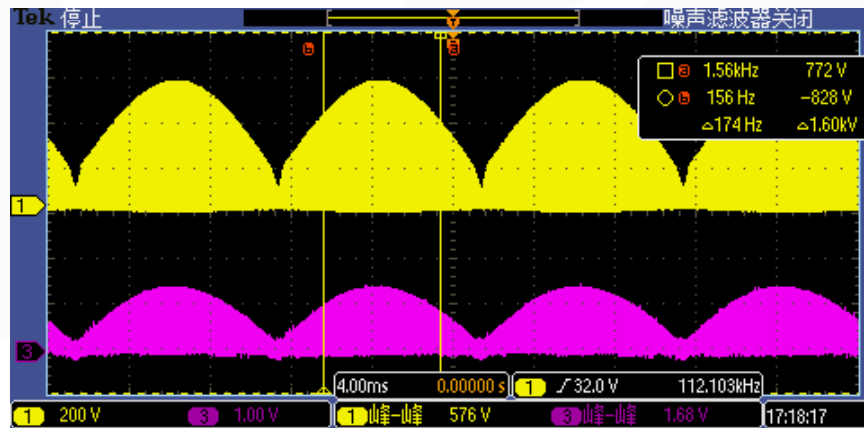 Tek 停止 噪声滤波器关闭
a 1.56kHz 772 V
b 156 Hz -828 V
△174 Hz △1.60kV
b a
1
3
4.00ms 0.00000 s 1 32.0 V 112.103kHz
1 200 V 3 1.00 V 1 峰-峰 576 V 3 峰-峰 1.68 V 17:18:17